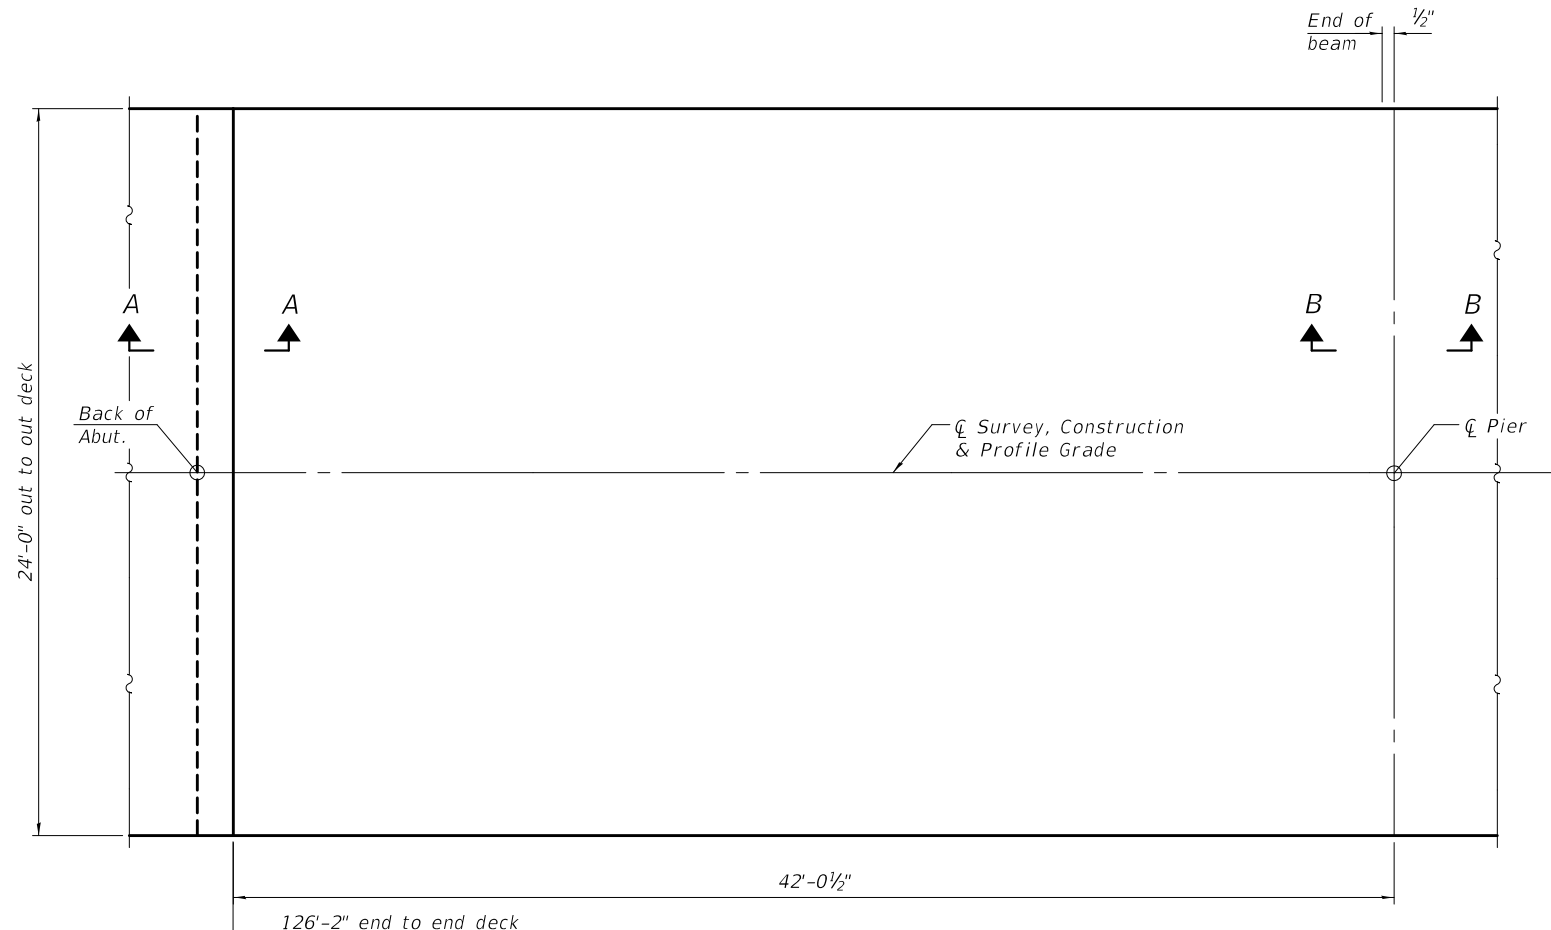 End of
beam
½"
A
A
B
B
24'-0" out to out deck
Back of
Abut.
℄ Survey, Construction
& Profile Grade
℄ Pier
42'-0½"
126'-2" end to end deck